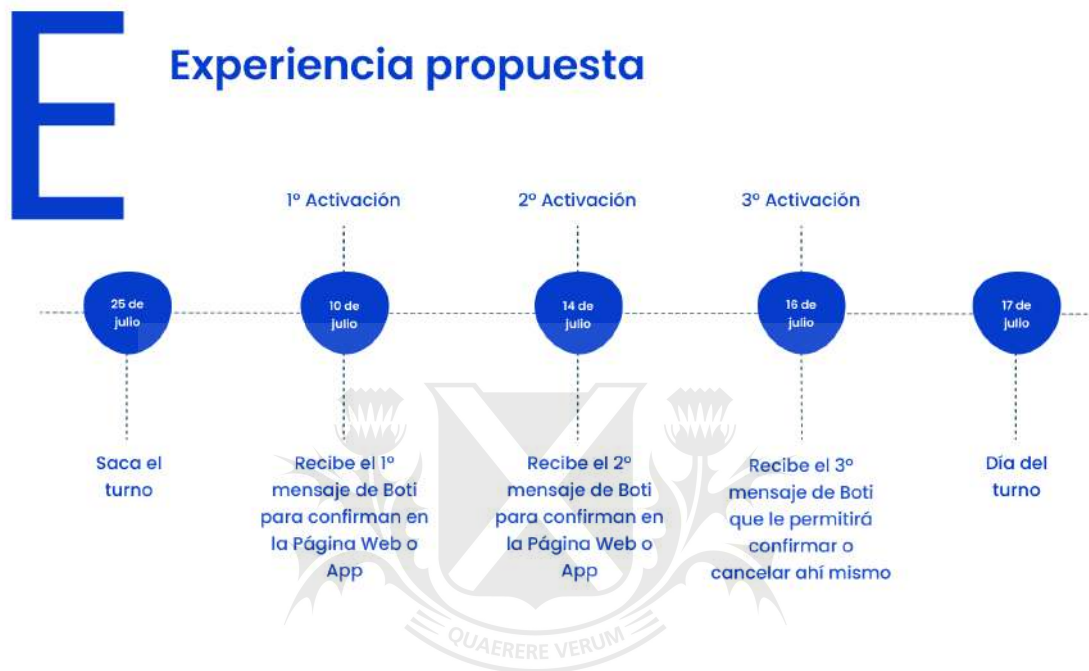 E
Experiencia propuesta
1º Activación
2º Activación
3º Activación
25 de
julio
10 de
julio
14 de
julio
16 de
julio
17 de
julio
Saca el
turno
Recibe el 1º
mensaje de Boti
para confirman en
la Página Web o
App
Recibe el 2º
mensaje de Boti
para confirman en
la Página Web o
App
Recibe el 3º
mensaje de Boti
que le permitirá
confirmar o
cancelar ahí mismo
Día del
turno
QUAERERE VERUM